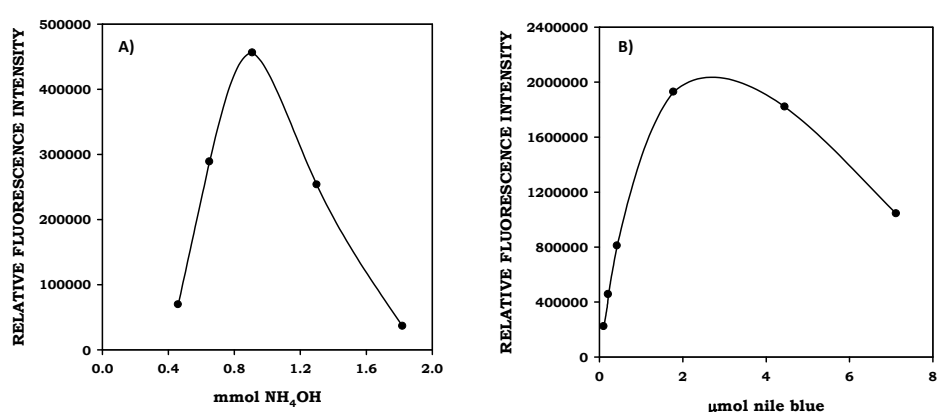 A)
RELATIVE FLUORESCENCE INTENSITY
500000
400000
300000
200000
100000
0
0.0 0.4 0.8 1.2 1.6 2.0
mmol NH₄OH
B)
RELATIVE FLUORESCENCE INTENSITY
2400000
2000000
1600000
1200000
800000
400000
0
0 2 4 6 8
μmol nile blue